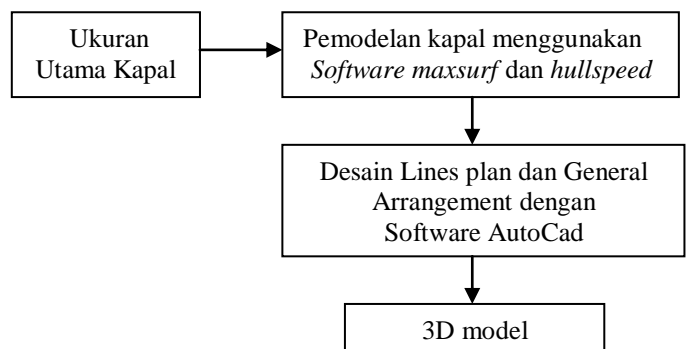 Ukuran
Utama Kapal
Pemodelan kapal menggunakan
Software maxsurf dan hullspeed
Desain Lines plan dan General
Arrangement dengan
Software AutoCad
3D model